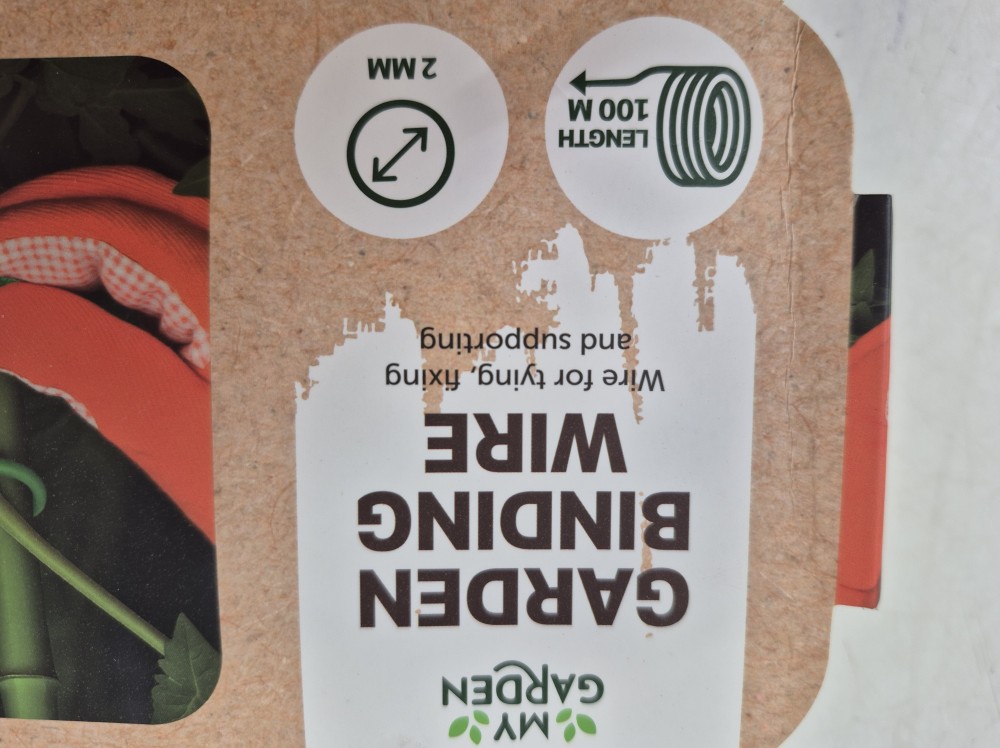 MY
GARDEN
GARDEN
BINDING
WIRE
Wire for tying, fixing
and supporting
LENGTH
100 M
2 MM